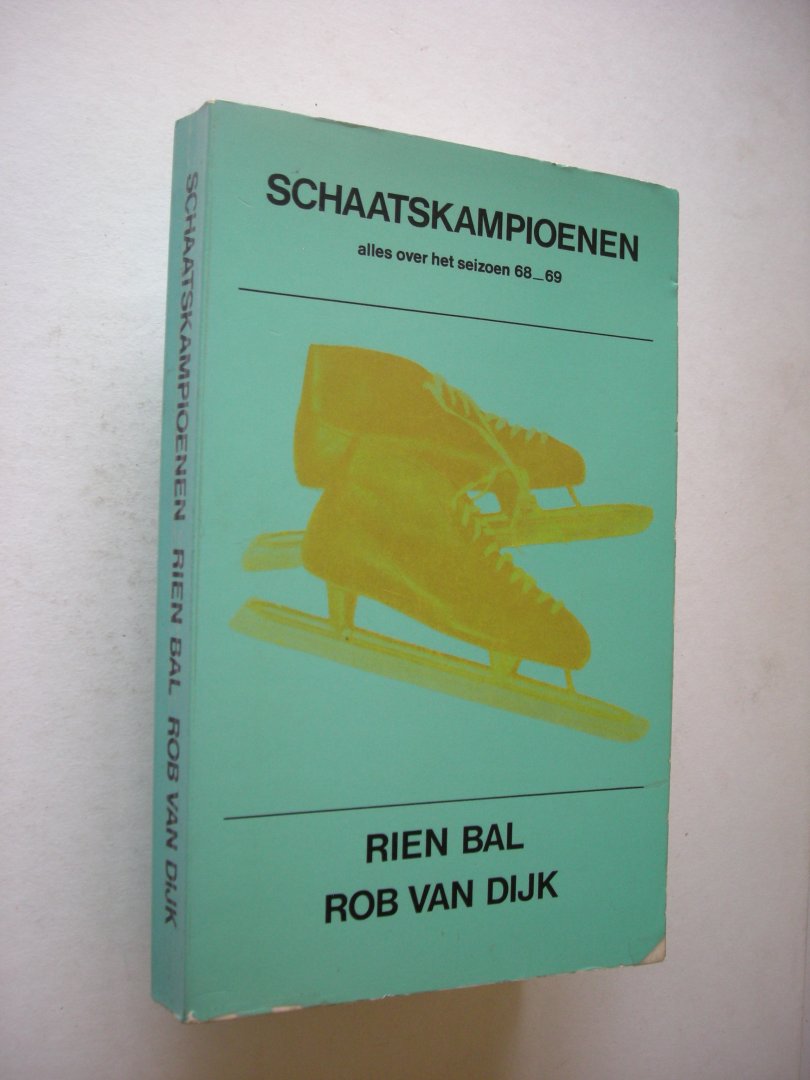 SCHAATSKAMPIOENEN
alles over het seizoen 68_69
RIEN BAL
ROB VAN DIJK
SCHAATSKAMPIOENEN RIEN BAL ROB VAN DIJK